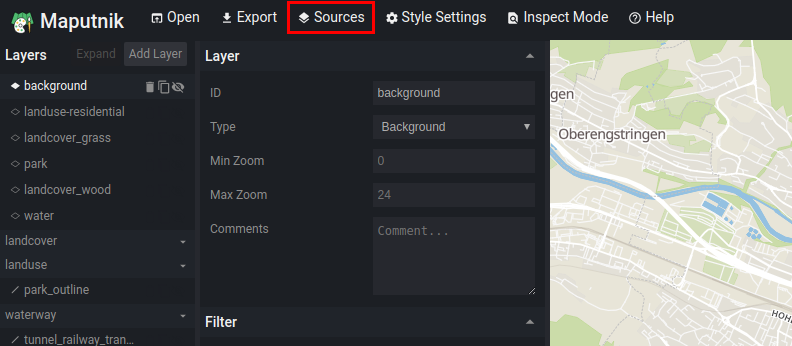 Maputnik Open Export Sources Style Settings Inspect Mode Help
Layers Expand Add Layer
background
landuse-residential
landcover_grass
park
landcover_wood
water
landcover
landuse
park_outline
waterway
tunnel_railway_tran...
Layer
ID background
Type Background
Min Zoom 0
Max Zoom 24
Comments Comment...
Filter
gen
Oberengstringen
HOH